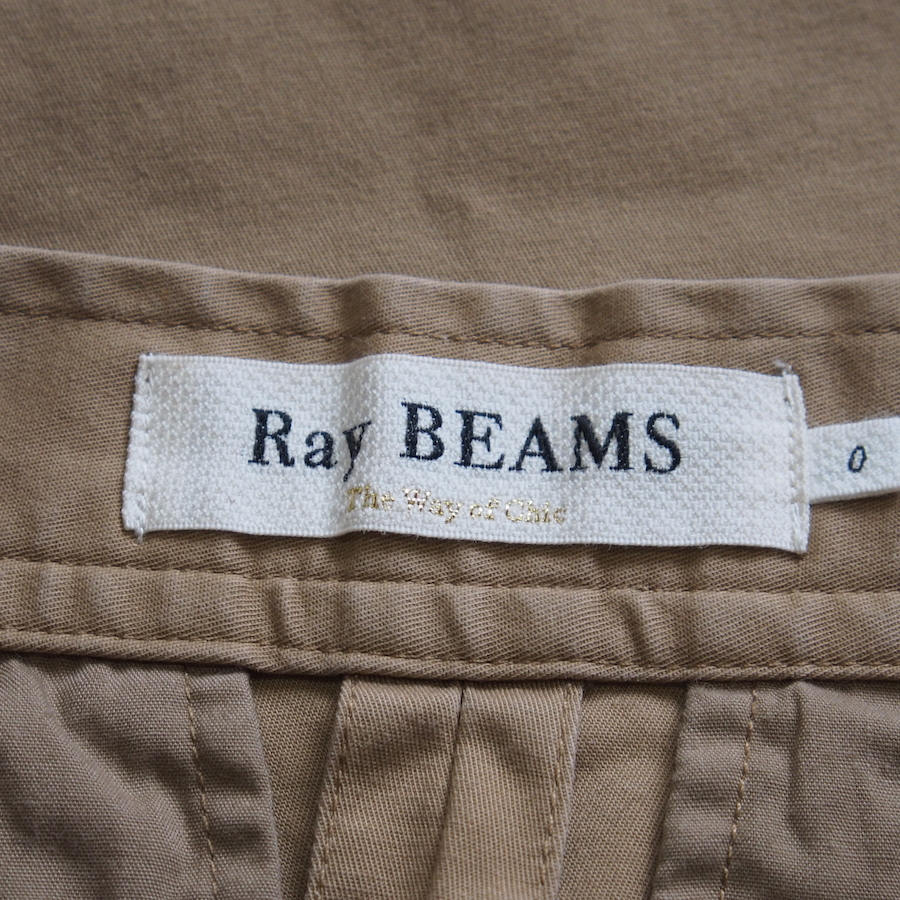 Ray BEAMS
The Way of Chic
0